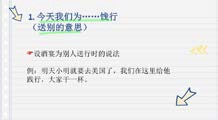 1. 今天我们为……饯行
（送别的意思）
说酒宴为别人送行时的说法
例：明天小明就要去美国了，我们在这里给他
践行，大家干一杯。